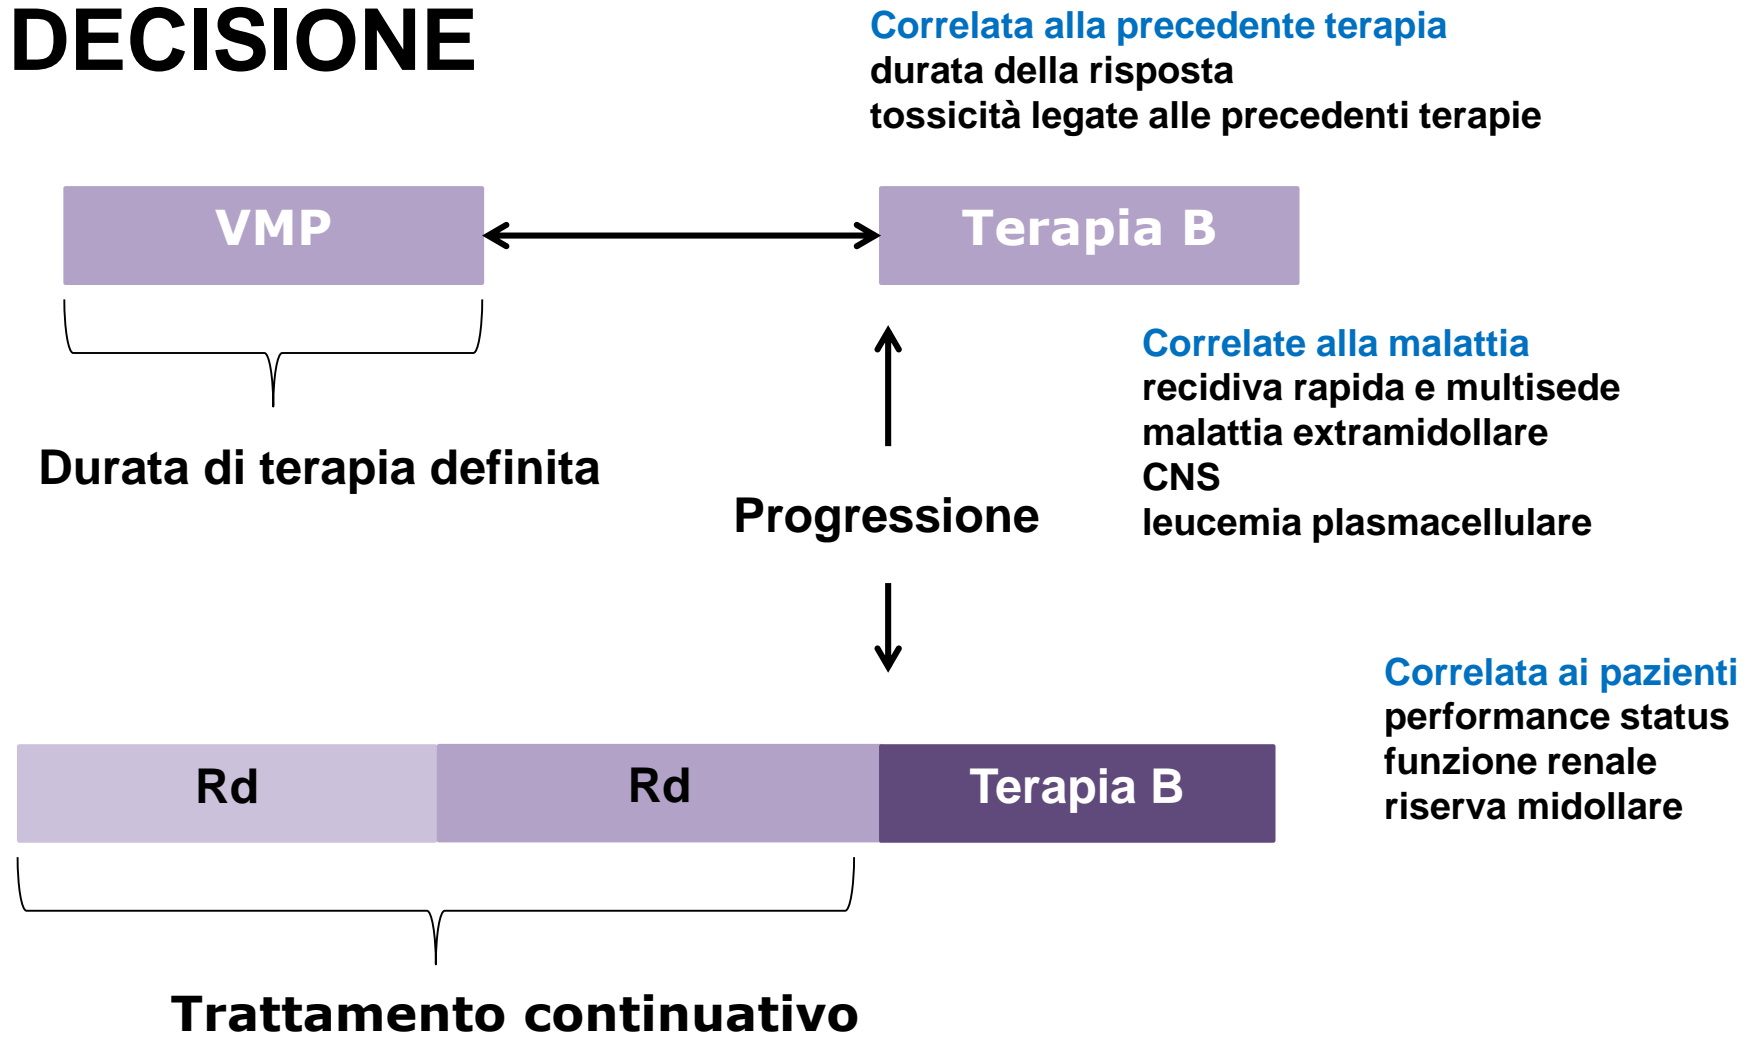 DECISIONE
Correlata alla precedente terapia
durata della risposta
tossicità legate alle precedenti terapie
VMP
Terapia B
Durata di terapia definita
Correlate alla malattia
recidiva rapida e multisede
malattia extramidollare
CNS
leucemia plasmacellulare
Progressione
Correlata ai pazienti
performance status
funzione renale
riserva midollare
Rd
Rd
Terapia B
Trattamento continuativo